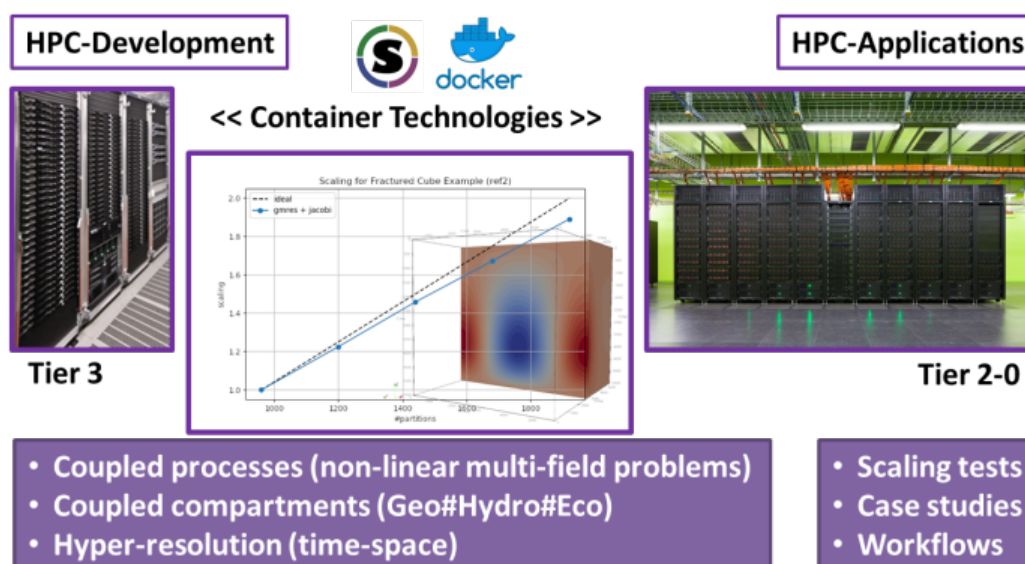 HPC-Development
S
docker
HPC-Applications
<< Container Technologies >>
Scaling for Fractured Cube Example (ref2)
ideal
gmres + jacobi
2.0
1.8
1.6
1.4
1.2
1.0
scaling
1000
1200
1400
1600
1800
#partitions
Tier 3
Tier 2-0
• Coupled processes (non-linear multi-field problems)
• Coupled compartments (Geo#Hydro#Eco)
• Hyper-resolution (time-space)
• Scaling tests
• Case studies
• Workflows